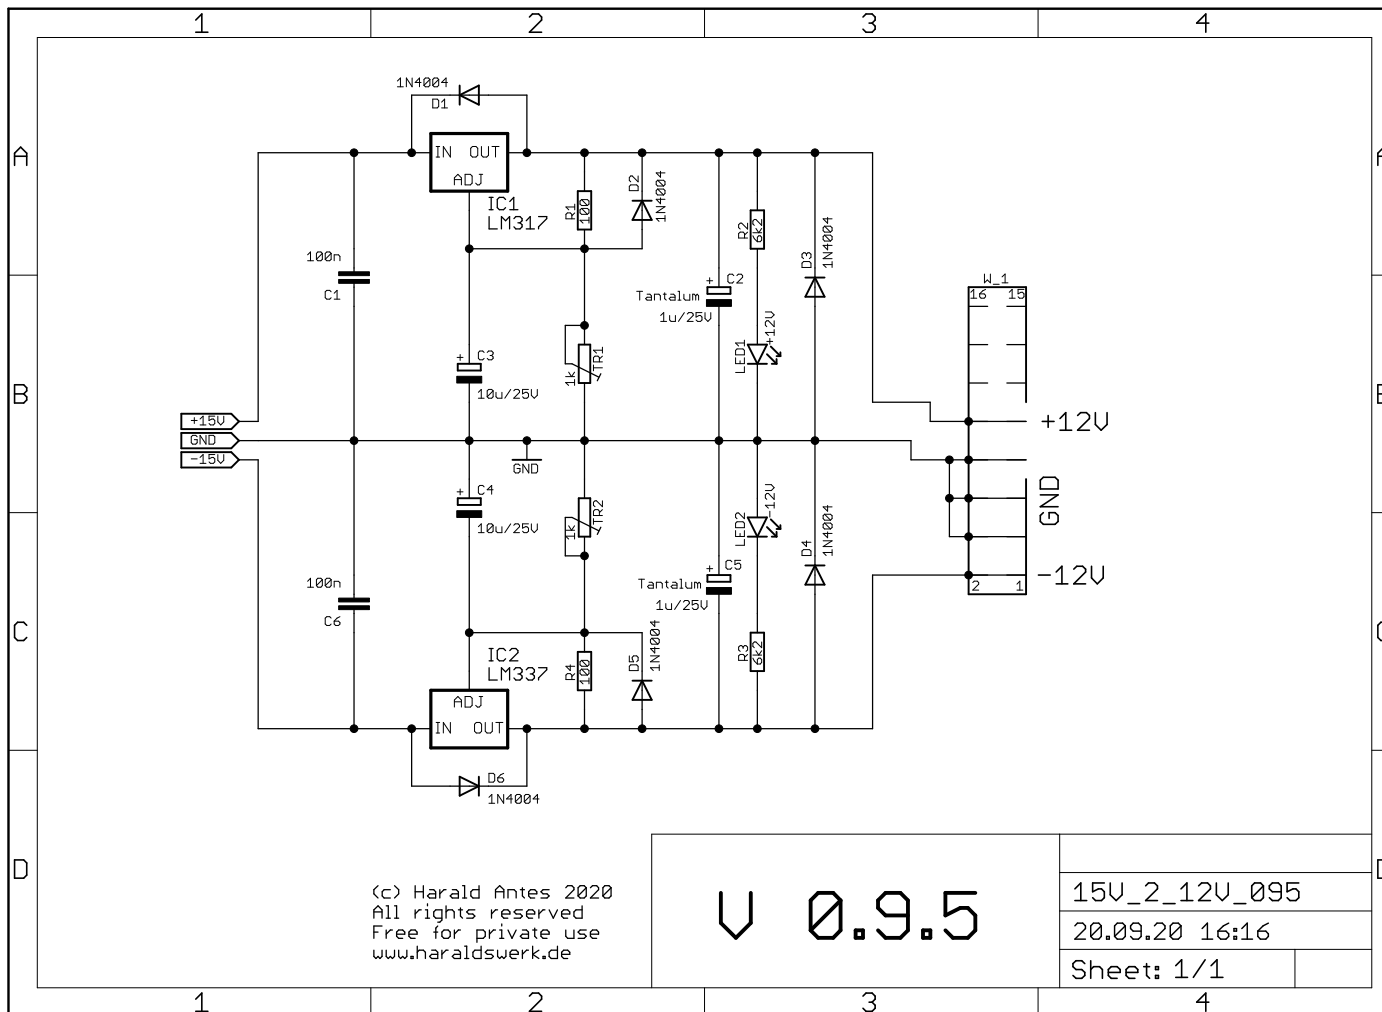 1 2 3 4
1N4004
D1
A
A
IN OUT
ADJ
IC1
LM317
R1
100
D2
1N4004
R2
6k2
D3
1N4004
100n
C1
C2
Tantalum
1u/25V
+12V
LED1
W_1
16 15
C3
10u/25V
TR1
1k
B
B
+15V
GND
-15V
GND
+12V
GND
-12V
2 1
C4
10u/25V
TR2
1k
-12V
LED2
D4
1N4004
C5
Tantalum
1u/25V
100n
C6
C
C
IC2
LM337
R4
100
D5
1N4004
R3
6k2
ADJ
IN OUT
D6
1N4004
D
D
(c) Harald Antes 2020
All rights reserved
Free for private use
www.haraldswerk.de
V 0.9.5
15V_2_12V_095
20.09.20 16:16
Sheet: 1/1
1 2 3 4